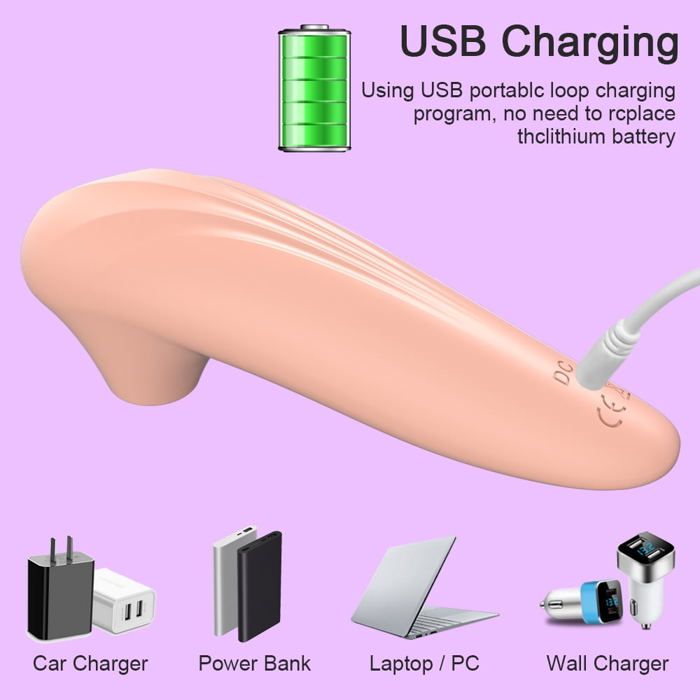 USB Charging
Using USB portablc loop charging
program, no need to rcplace
thclithium battery
DC
CE
Car Charger
Power Bank
Laptop / PC
Wall Charger